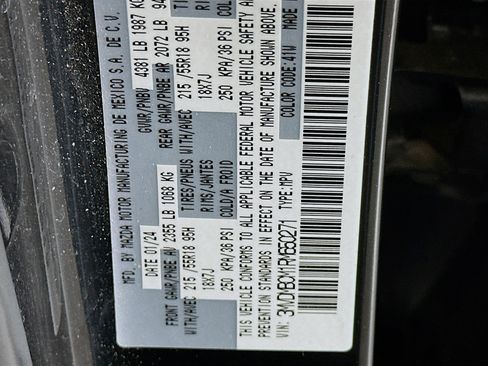 MFD. BY MAZDA MOTOR MANUFACTURING DE MEXICO S.A. DE C.V.
DATE 01/24 GVWR/PNBV 4381 LB 1987 KG
FRONT GAWR/PNBE AV 2355 LB 1068 KG REAR GAWR/PNBE AR 2072 LB 94
TIRES/PNEUS WITH/AVEC 215 /55R18 95H
WITH/AVEC 215 /55R18 95H RIMS/JANTES 18X7J
18X7J COLD/A FROID 250 KPA/36 PSI
250 KPA/36 PSI
THIS VEHICLE CONFORMS TO ALL APPLICABLE FEDERAL MOTOR VEHICLE SAFETY AN
PREVENTION STANDARDS IN EFFECT ON THE DATE OF MANUFACTURE SHOWN ABOVE.
VIN: TYPE:MPV COLOR CODE:41W MADE